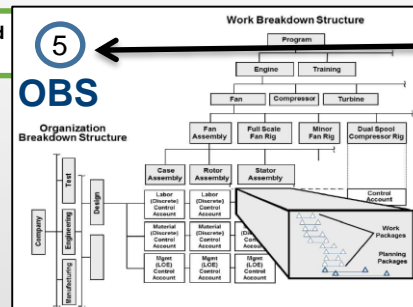 d
5
OBS
Work Breakdown Structure
Program
Engine
Training
Fan
Compressor
Turbine
Organization
Breakdown Structure
Fan
Assembly
Full Scale
Fan Rig
Minor
Fan Rig
Dual Spool
Compressor Rig
Case
Assembly
Rotor
Assembly
Stator
Assembly
Company
Test
Engineering
Manufacturing
Design
Labor
(Discrete)
Control
Account
Labor
(Discrete)
Control
Account
Control
Account
Material
(Discrete)
Control
Account
Material
(Discrete)
Control
Account
Mgmt
(LOE)
Control
Account
Mgmt
(LOE)
Control
Account
Mgmt
(LOE)
Control
Account
Work
Packages
Planning
Packages